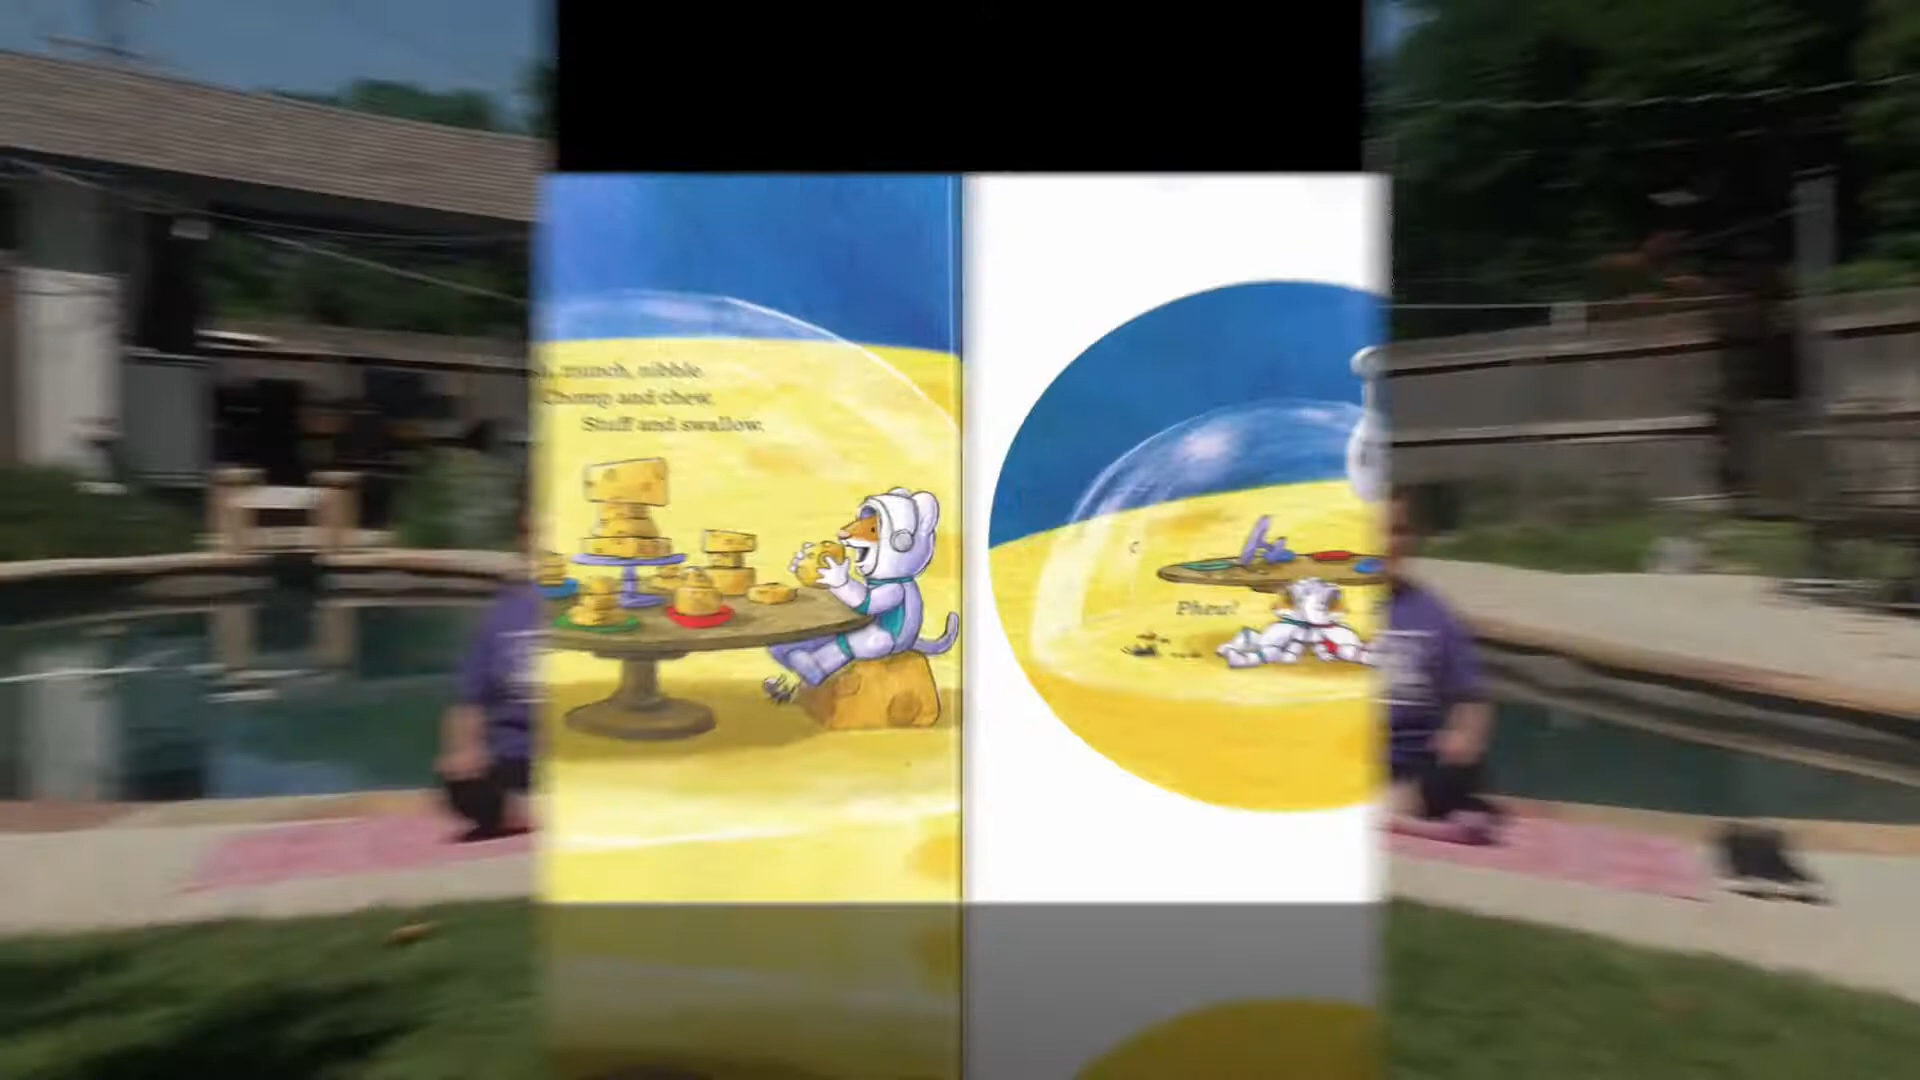 munch, nibble.
Chomp and chew.
Stuff and swallow.
Phew!